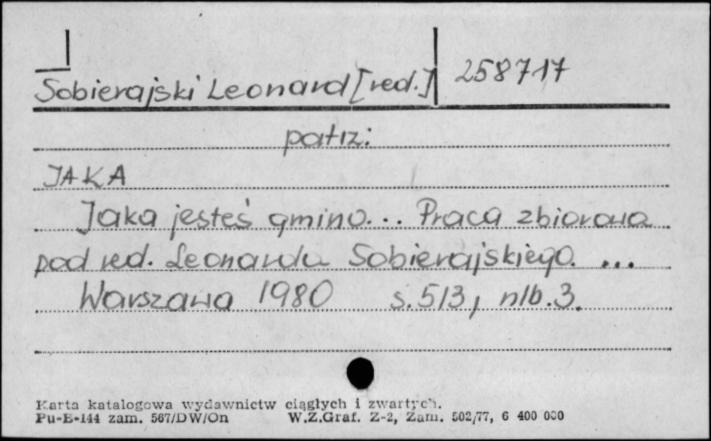 Sobierajski Leonard [red.] 258717
patrz:
JAKA
Jaka jesteś gmino... Praca zbiorowa
pod red. Leonarda Sobierajskiego. ...
Warszawa 1980 s. 513, nlb. 3.
Karta katalogowa wydawnictw ciągłych i zwartych.
Pu-E-144 zam. 567/DW/On W.Z.Graf. Z-2, Zam. 502/77, 6 400 000